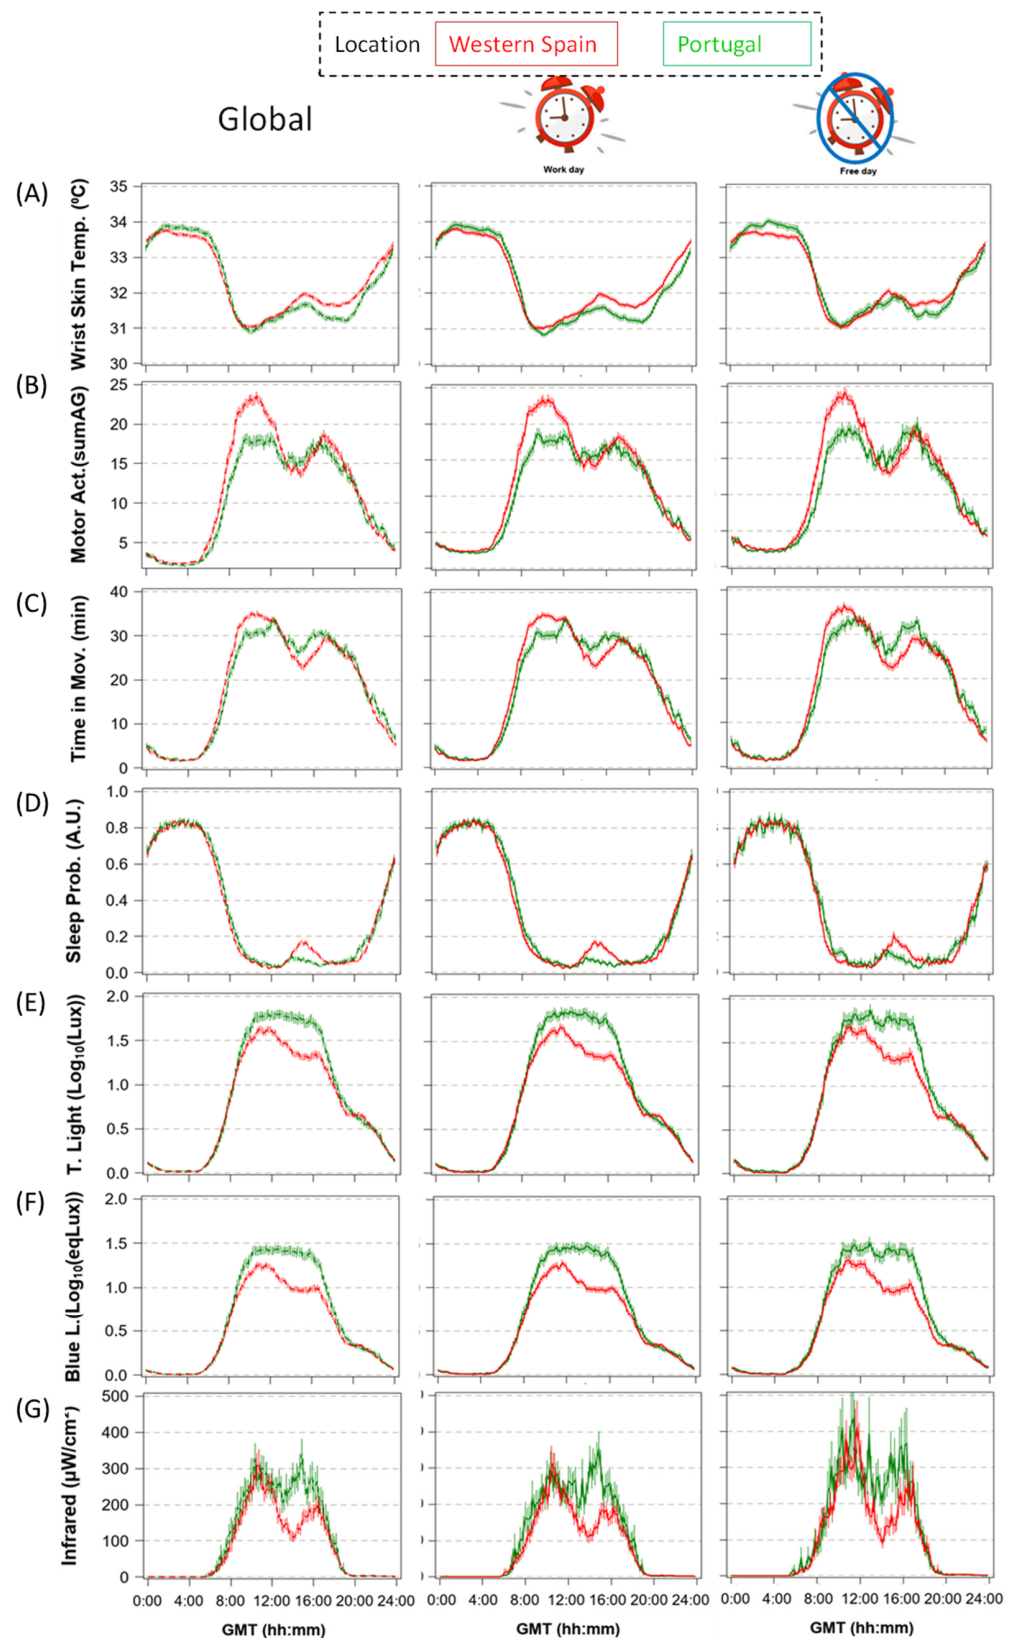 Location Western Spain Portugal
Global
Work day
Free day
(A)
Wrist Skin Temp. (ºC)
35
34
33
32
31
30
(B)
Motor Act.(sumAG)
25
20
15
10
5
(C)
Time in Mov. (min)
40
30
20
10
0
(D)
Sleep Prob. (A.U.)
1.0
0.8
0.6
0.4
0.2
0.0
(E)
T. Light (Log₁₀(Lux))
2.0
1.5
1.0
0.5
0.0
(F)
Blue L.(Log₁₀(eqLux))
2.0
1.5
1.0
0.5
0.0
(G)
Infrared (µW/cm²)
500
400
300
200
100
0
0:00 4:00 8:00 12:00 16:00 20:00 24:00
0:00 4:00 8:00 12:00 16:00 20:00 24:00
0:00 4:00 8:00 12:00 16:00 20:00 24:00
GMT (hh:mm)
GMT (hh:mm)
GMT (hh:mm)